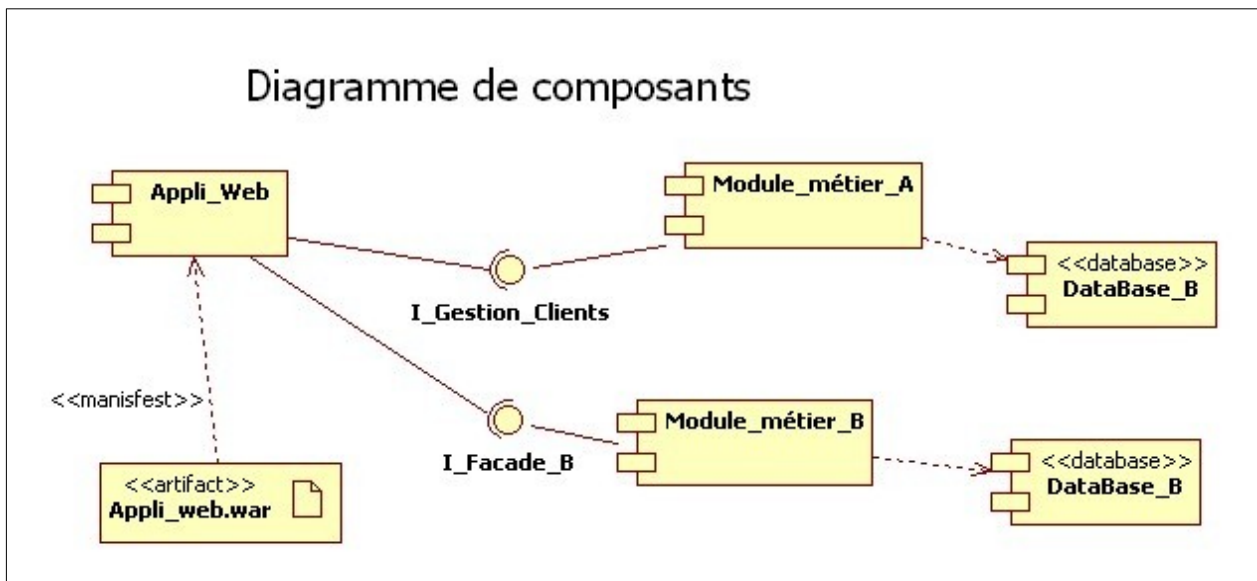 Diagramme de composants
Appli_Web
Module_métier_A
<<database>>
DataBase_B
I_Gestion_Clients
<<manisfest>>
Module_métier_B
I_Facade_B
<<database>>
DataBase_B
<<artifact>>
Appli_web.war